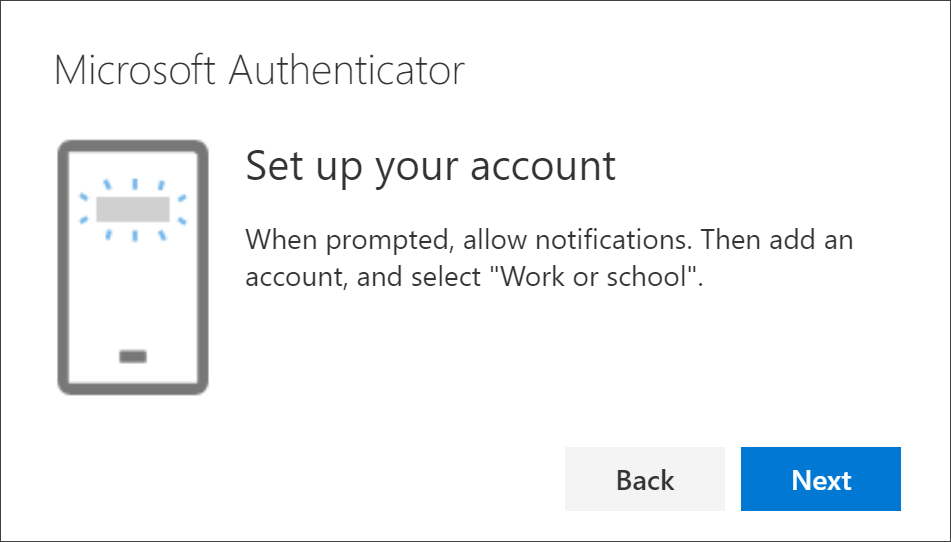 Microsoft Authenticator
Set up your account
When prompted, allow notifications. Then add an
account, and select "Work or school".
Back
Next